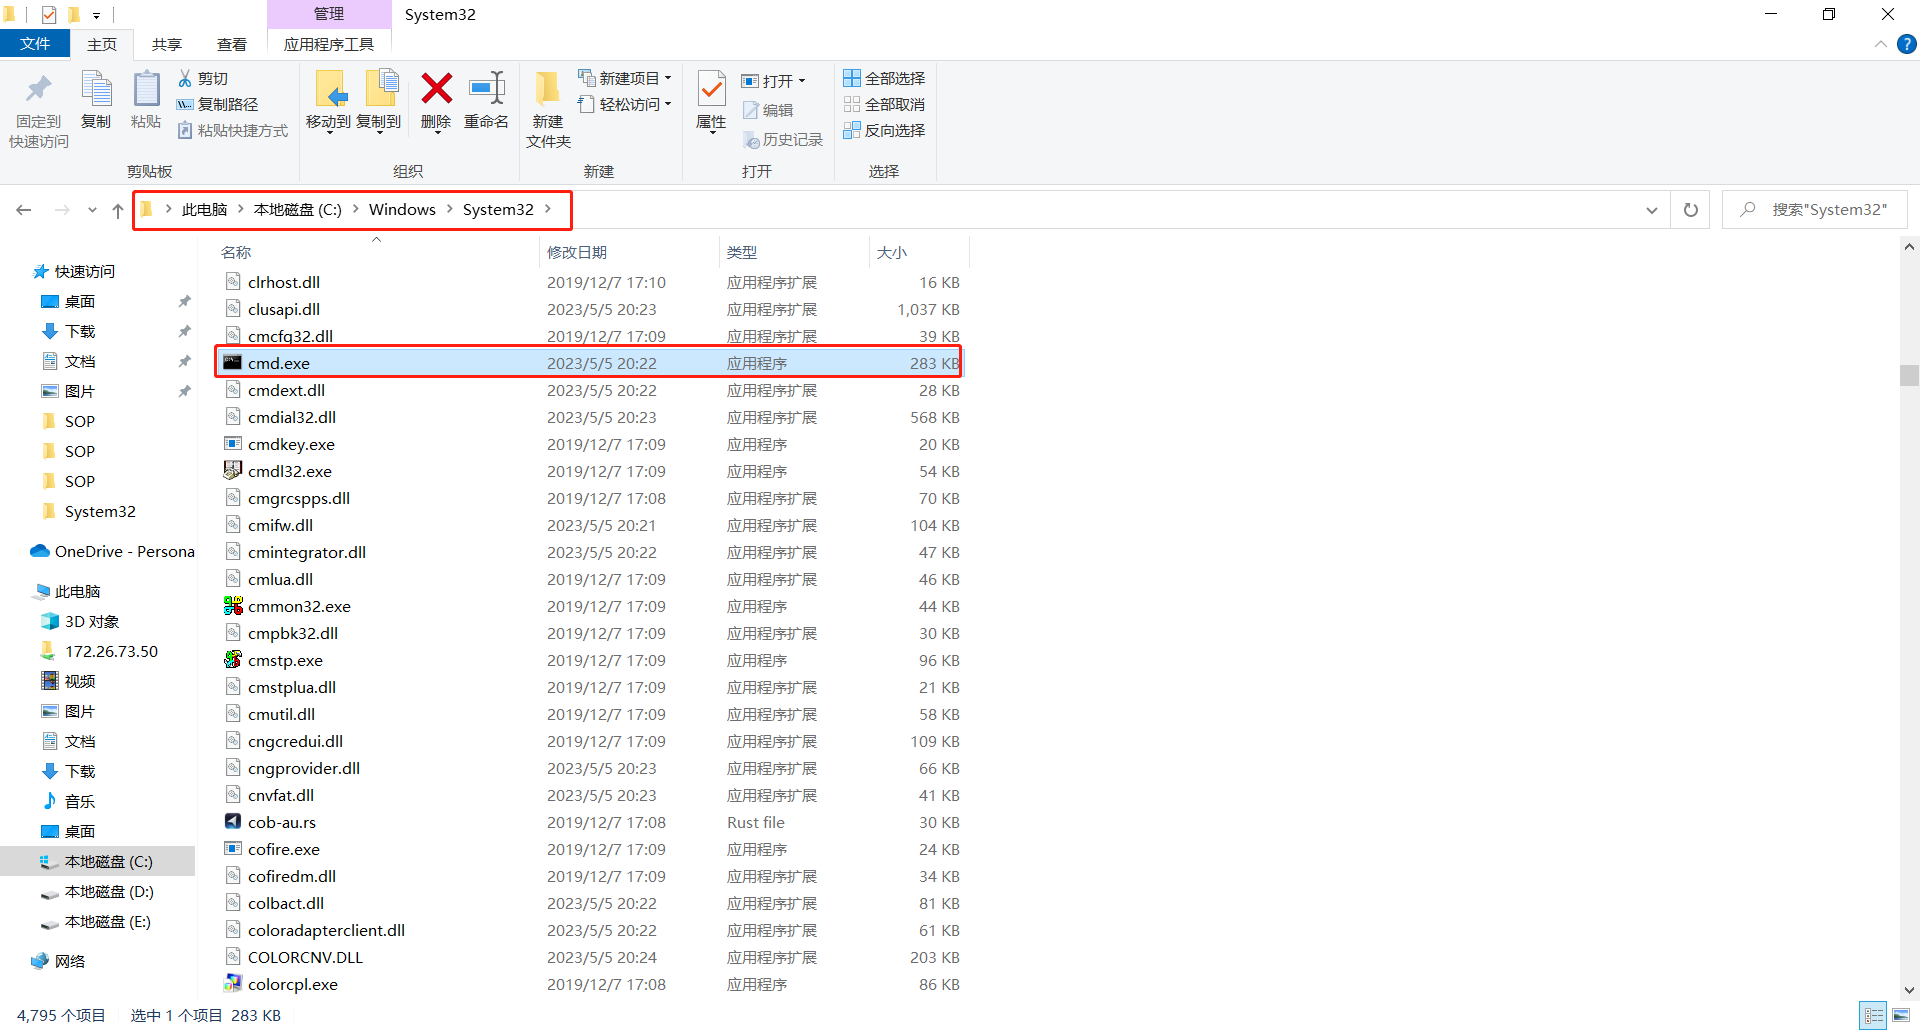 管理
System32
文件 主页 共享 查看 应用程序工具
固定到
快速访问
复制
粘贴
剪切
复制路径
粘贴快捷方式
剪贴板
移动到 复制到 删除 重命名
组织
新建
文件夹
新建项目
轻松访问
新建
属性
打开
编辑
历史记录
打开
全部选择
全部取消
反向选择
选择
此电脑 本地磁盘 (C:) Windows System32
搜索"System32"
快速访问
桌面
下载
文档
图片
SOP
SOP
SOP
System32
OneDrive - Persona
此电脑
3D 对象
172.26.73.50
视频
图片
文档
下载
音乐
桌面
本地磁盘 (C:)
本地磁盘 (D:)
本地磁盘 (E:)
网络
名称 修改日期 类型 大小
clrhost.dll 2019/12/7 17:10 应用程序扩展 16 KB
clusapi.dll 2023/5/5 20:23 应用程序扩展 1,037 KB
cmcfg32.dll 2019/12/7 17:09 应用程序扩展 39 KB
cmd.exe 2023/5/5 20:22 应用程序 283 KB
cmdext.dll 2023/5/5 20:22 应用程序扩展 28 KB
cmdial32.dll 2023/5/5 20:23 应用程序扩展 568 KB
cmdkey.exe 2019/12/7 17:09 应用程序 20 KB
cmdl32.exe 2019/12/7 17:09 应用程序 54 KB
cmgrcspps.dll 2019/12/7 17:08 应用程序扩展 70 KB
cmifw.dll 2023/5/5 20:21 应用程序扩展 104 KB
cmintegrator.dll 2023/5/5 20:22 应用程序扩展 47 KB
cmlua.dll 2019/12/7 17:09 应用程序扩展 46 KB
cmmon32.exe 2019/12/7 17:09 应用程序 44 KB
cmpbk32.dll 2019/12/7 17:09 应用程序扩展 30 KB
cmstp.exe 2019/12/7 17:09 应用程序 96 KB
cmstplua.dll 2019/12/7 17:09 应用程序扩展 21 KB
cmutil.dll 2019/12/7 17:09 应用程序扩展 58 KB
cngcredui.dll 2019/12/7 17:09 应用程序扩展 109 KB
cngprovider.dll 2023/5/5 20:23 应用程序扩展 66 KB
cnvfat.dll 2023/5/5 20:23 应用程序扩展 41 KB
cob-au.rs 2019/12/7 17:08 Rust file 30 KB
cofire.exe 2019/12/7 17:09 应用程序 24 KB
cofiredm.dll 2019/12/7 17:09 应用程序扩展 34 KB
colbact.dll 2023/5/5 20:22 应用程序扩展 81 KB
coloradapterclient.dll 2023/5/5 20:22 应用程序扩展 61 KB
COLORCNV.DLL 2023/5/5 20:24 应用程序扩展 203 KB
colorcpl.exe 2019/12/7 17:08 应用程序 86 KB
4,795 个项目 选中 1 个项目 283 KB